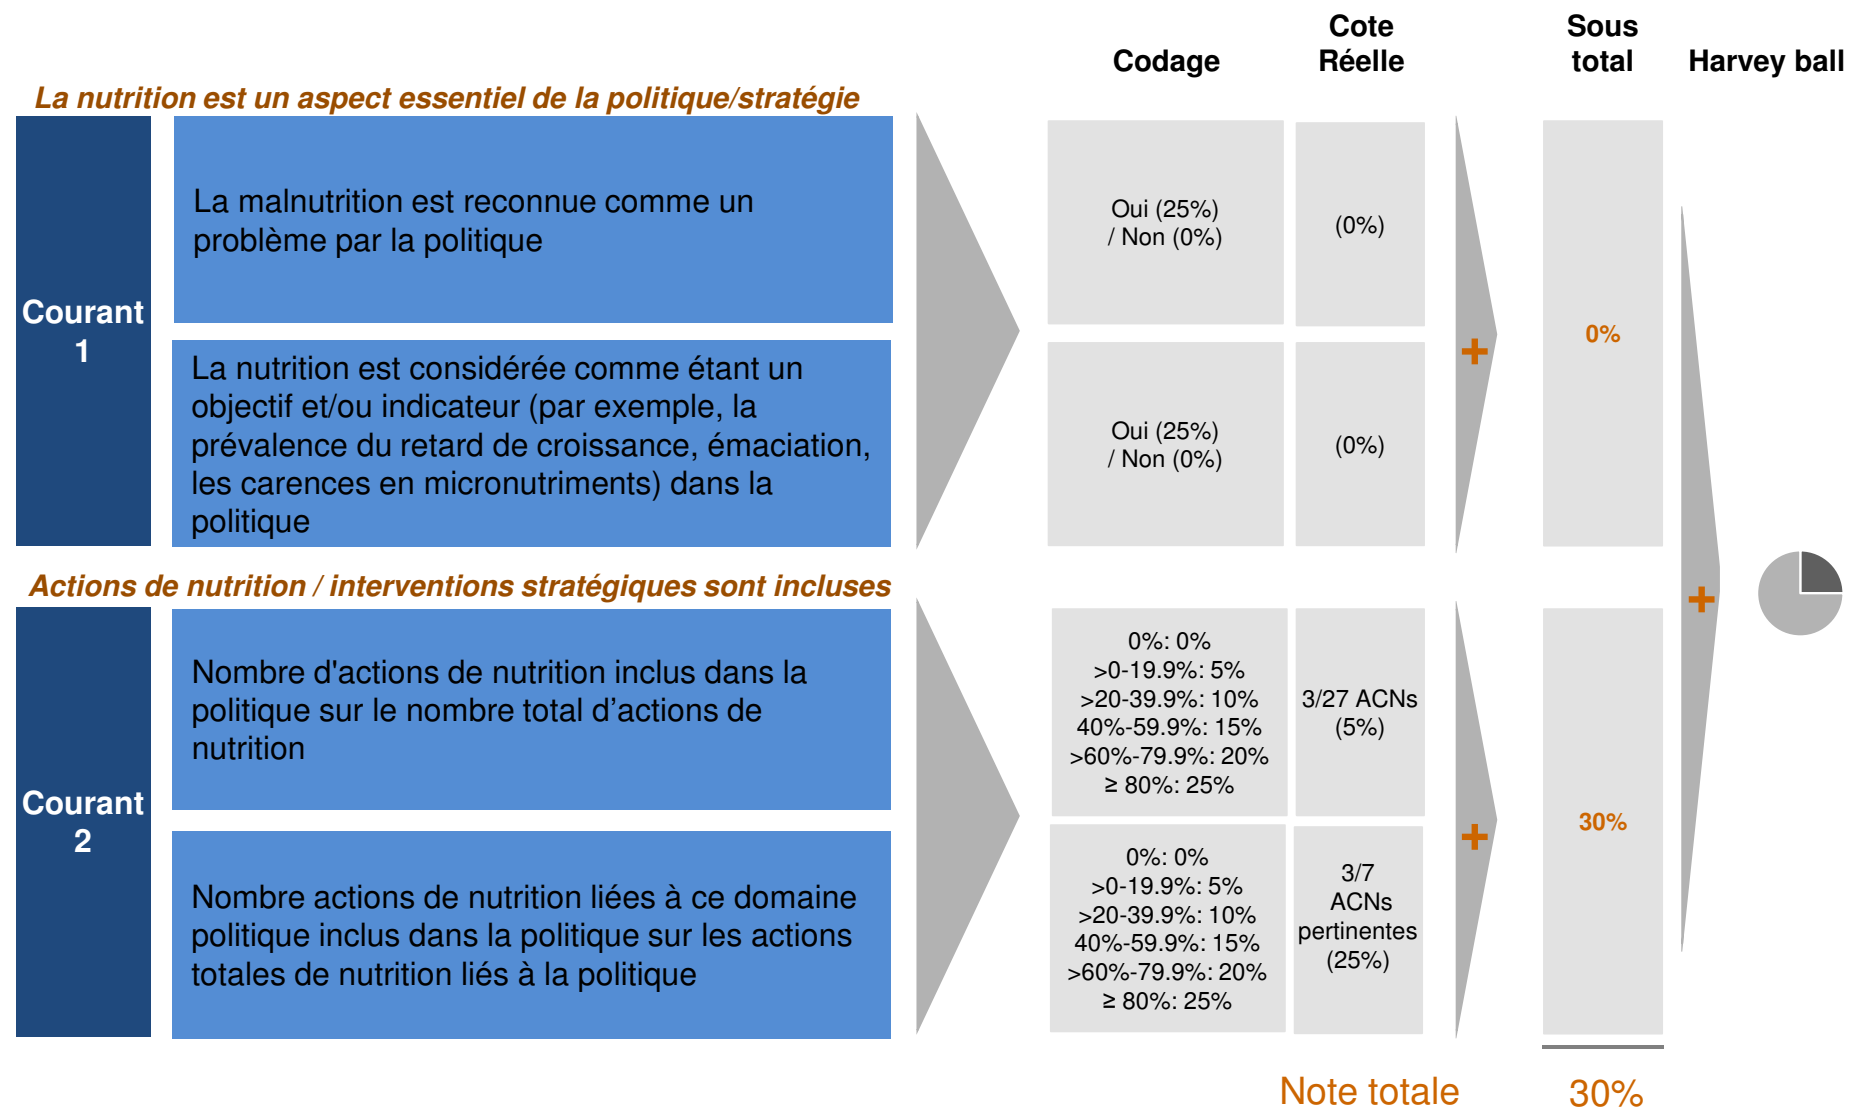 Codage
Cote
Réelle
Sous
total
Harvey ball
La nutrition est un aspect essentiel de la politique/stratégie
Courant
1
La malnutrition est reconnue comme un
problème par la politique
Oui (25%)
/ Non (0%)
(0%)
La nutrition est considérée comme étant un
objectif et/ou indicateur (par exemple, la
prévalence du retard de croissance, émaciation,
les carences en micronutriments) dans la
politique
Oui (25%)
/ Non (0%)
(0%)
+
0%
Actions de nutrition / interventions stratégiques sont incluses
Courant
2
Nombre d'actions de nutrition inclus dans la
politique sur le nombre total d’actions de
nutrition
0%: 0%
>0-19.9%: 5%
>20-39.9%: 10%
40%-59.9%: 15%
>60%-79.9%: 20%
≥ 80%: 25%
3/27 ACNs
(5%)
Nombre actions de nutrition liées à ce domaine
politique inclus dans la politique sur les actions
totales de nutrition liés à la politique
0%: 0%
>0-19.9%: 5%
>20-39.9%: 10%
40%-59.9%: 15%
>60%-79.9%: 20%
≥ 80%: 25%
3/7
ACNs
pertinentes
(25%)
+
30%
+
Note totale
30%